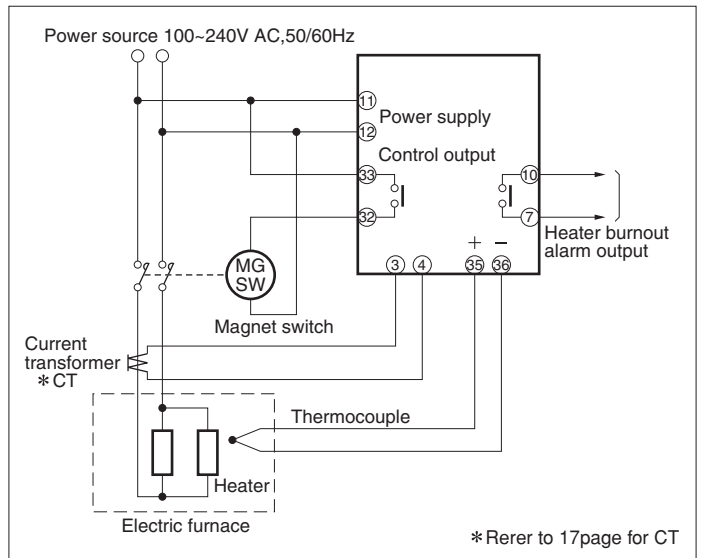 Power source 100~240V AC,50/60Hz
11
Power supply
12
Control output
33
10
32
7
Heater burnout
alarm output
+ −
3 4 35 36
MG
SW
Magnet switch
Current
transformer
*CT
Thermocouple
Heater
Electric furnace
*Rerer to 17page for CT